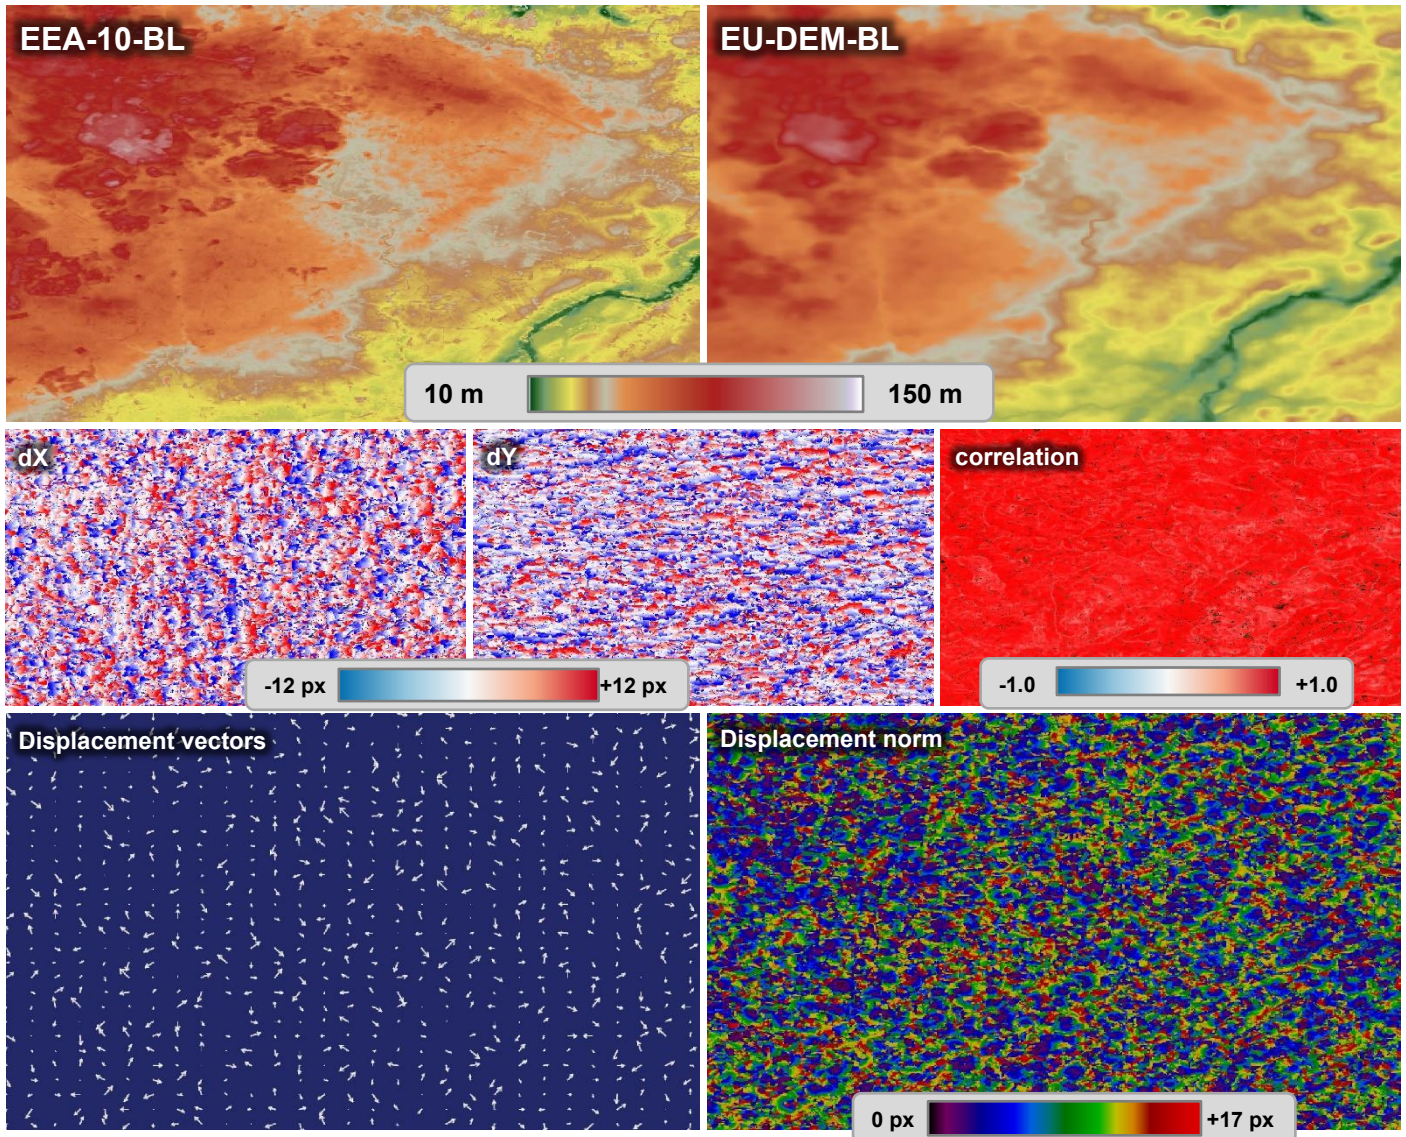 EEA-10-BL
EU-DEM-BL
10 m
150 m
dX
dY
correlation
-12 px
+12 px
-1.0
+1.0
Displacement vectors
Displacement norm
0 px
+17 px